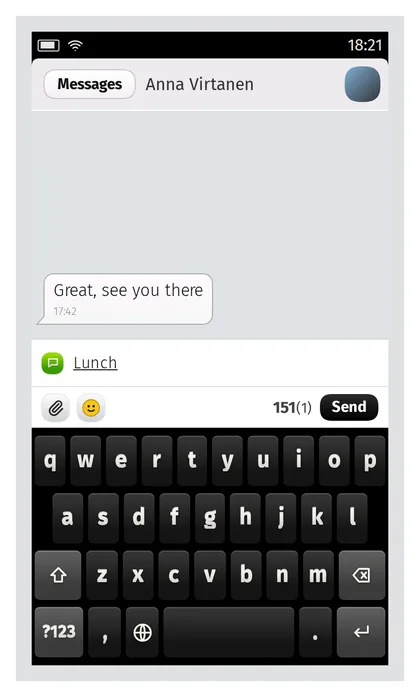 18:21
Messages Anna Virtanen
Great, see you there
17:42
Lunch
151(1) Send
q w e r t y u i o p
a s d f g h j k l
z x c v b n m
?123 , .